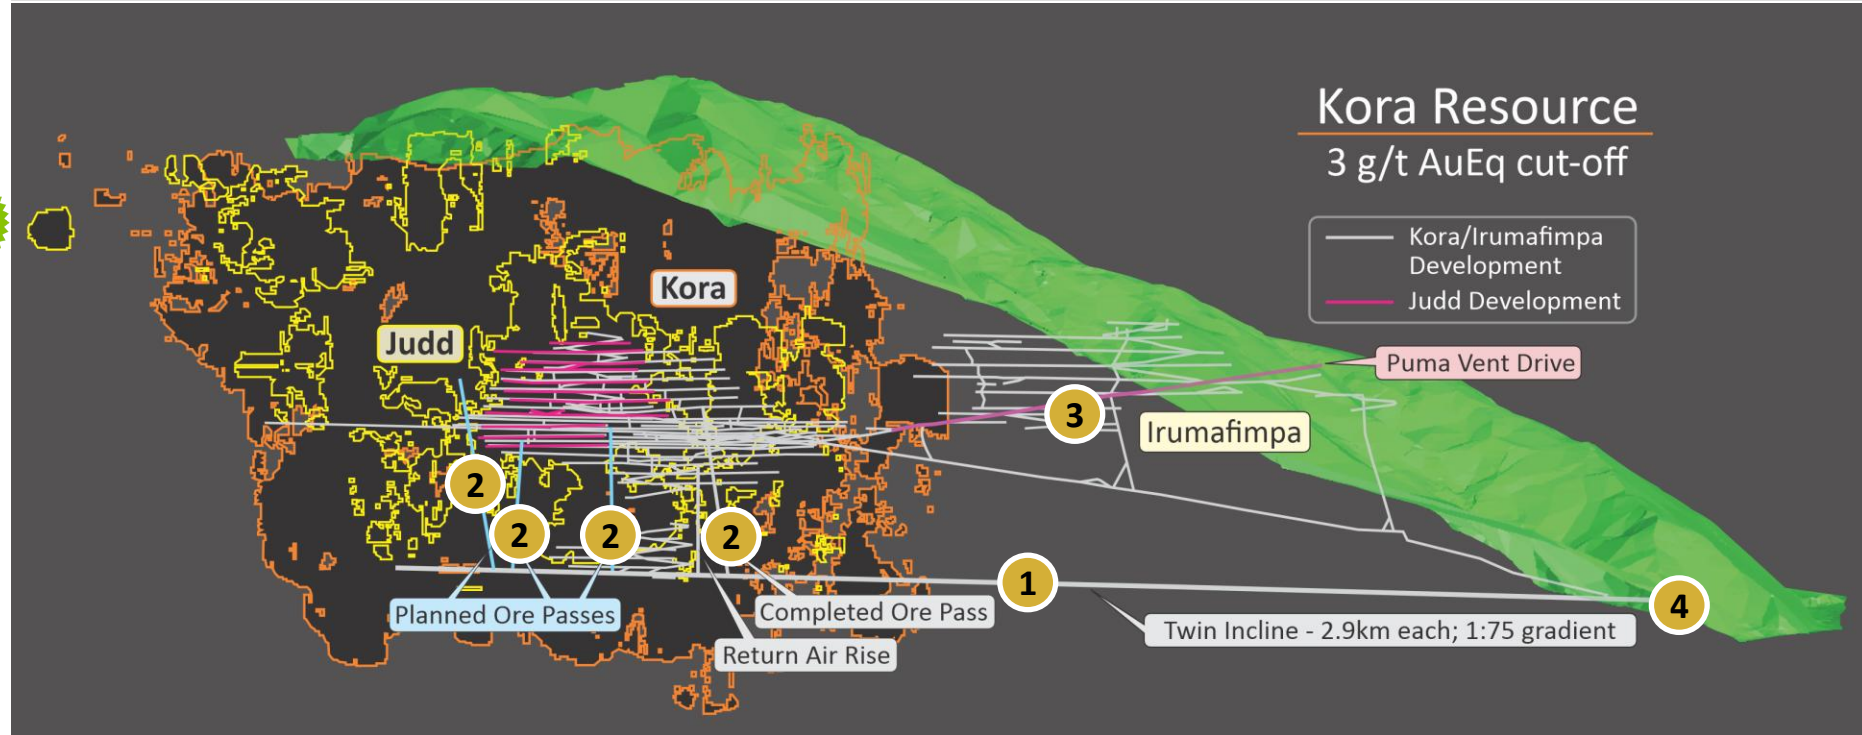 Kora Resource
3 g/t AuEq cut-off
Kora/Irumafimpa
Development
Judd Development
Kora
Judd
Puma Vent Drive
3
Irumafimpa
2
2
2
2
1
4
Planned Ore Passes
Completed Ore Pass
Twin Incline - 2.9km each; 1:75 gradient
Return Air Rise